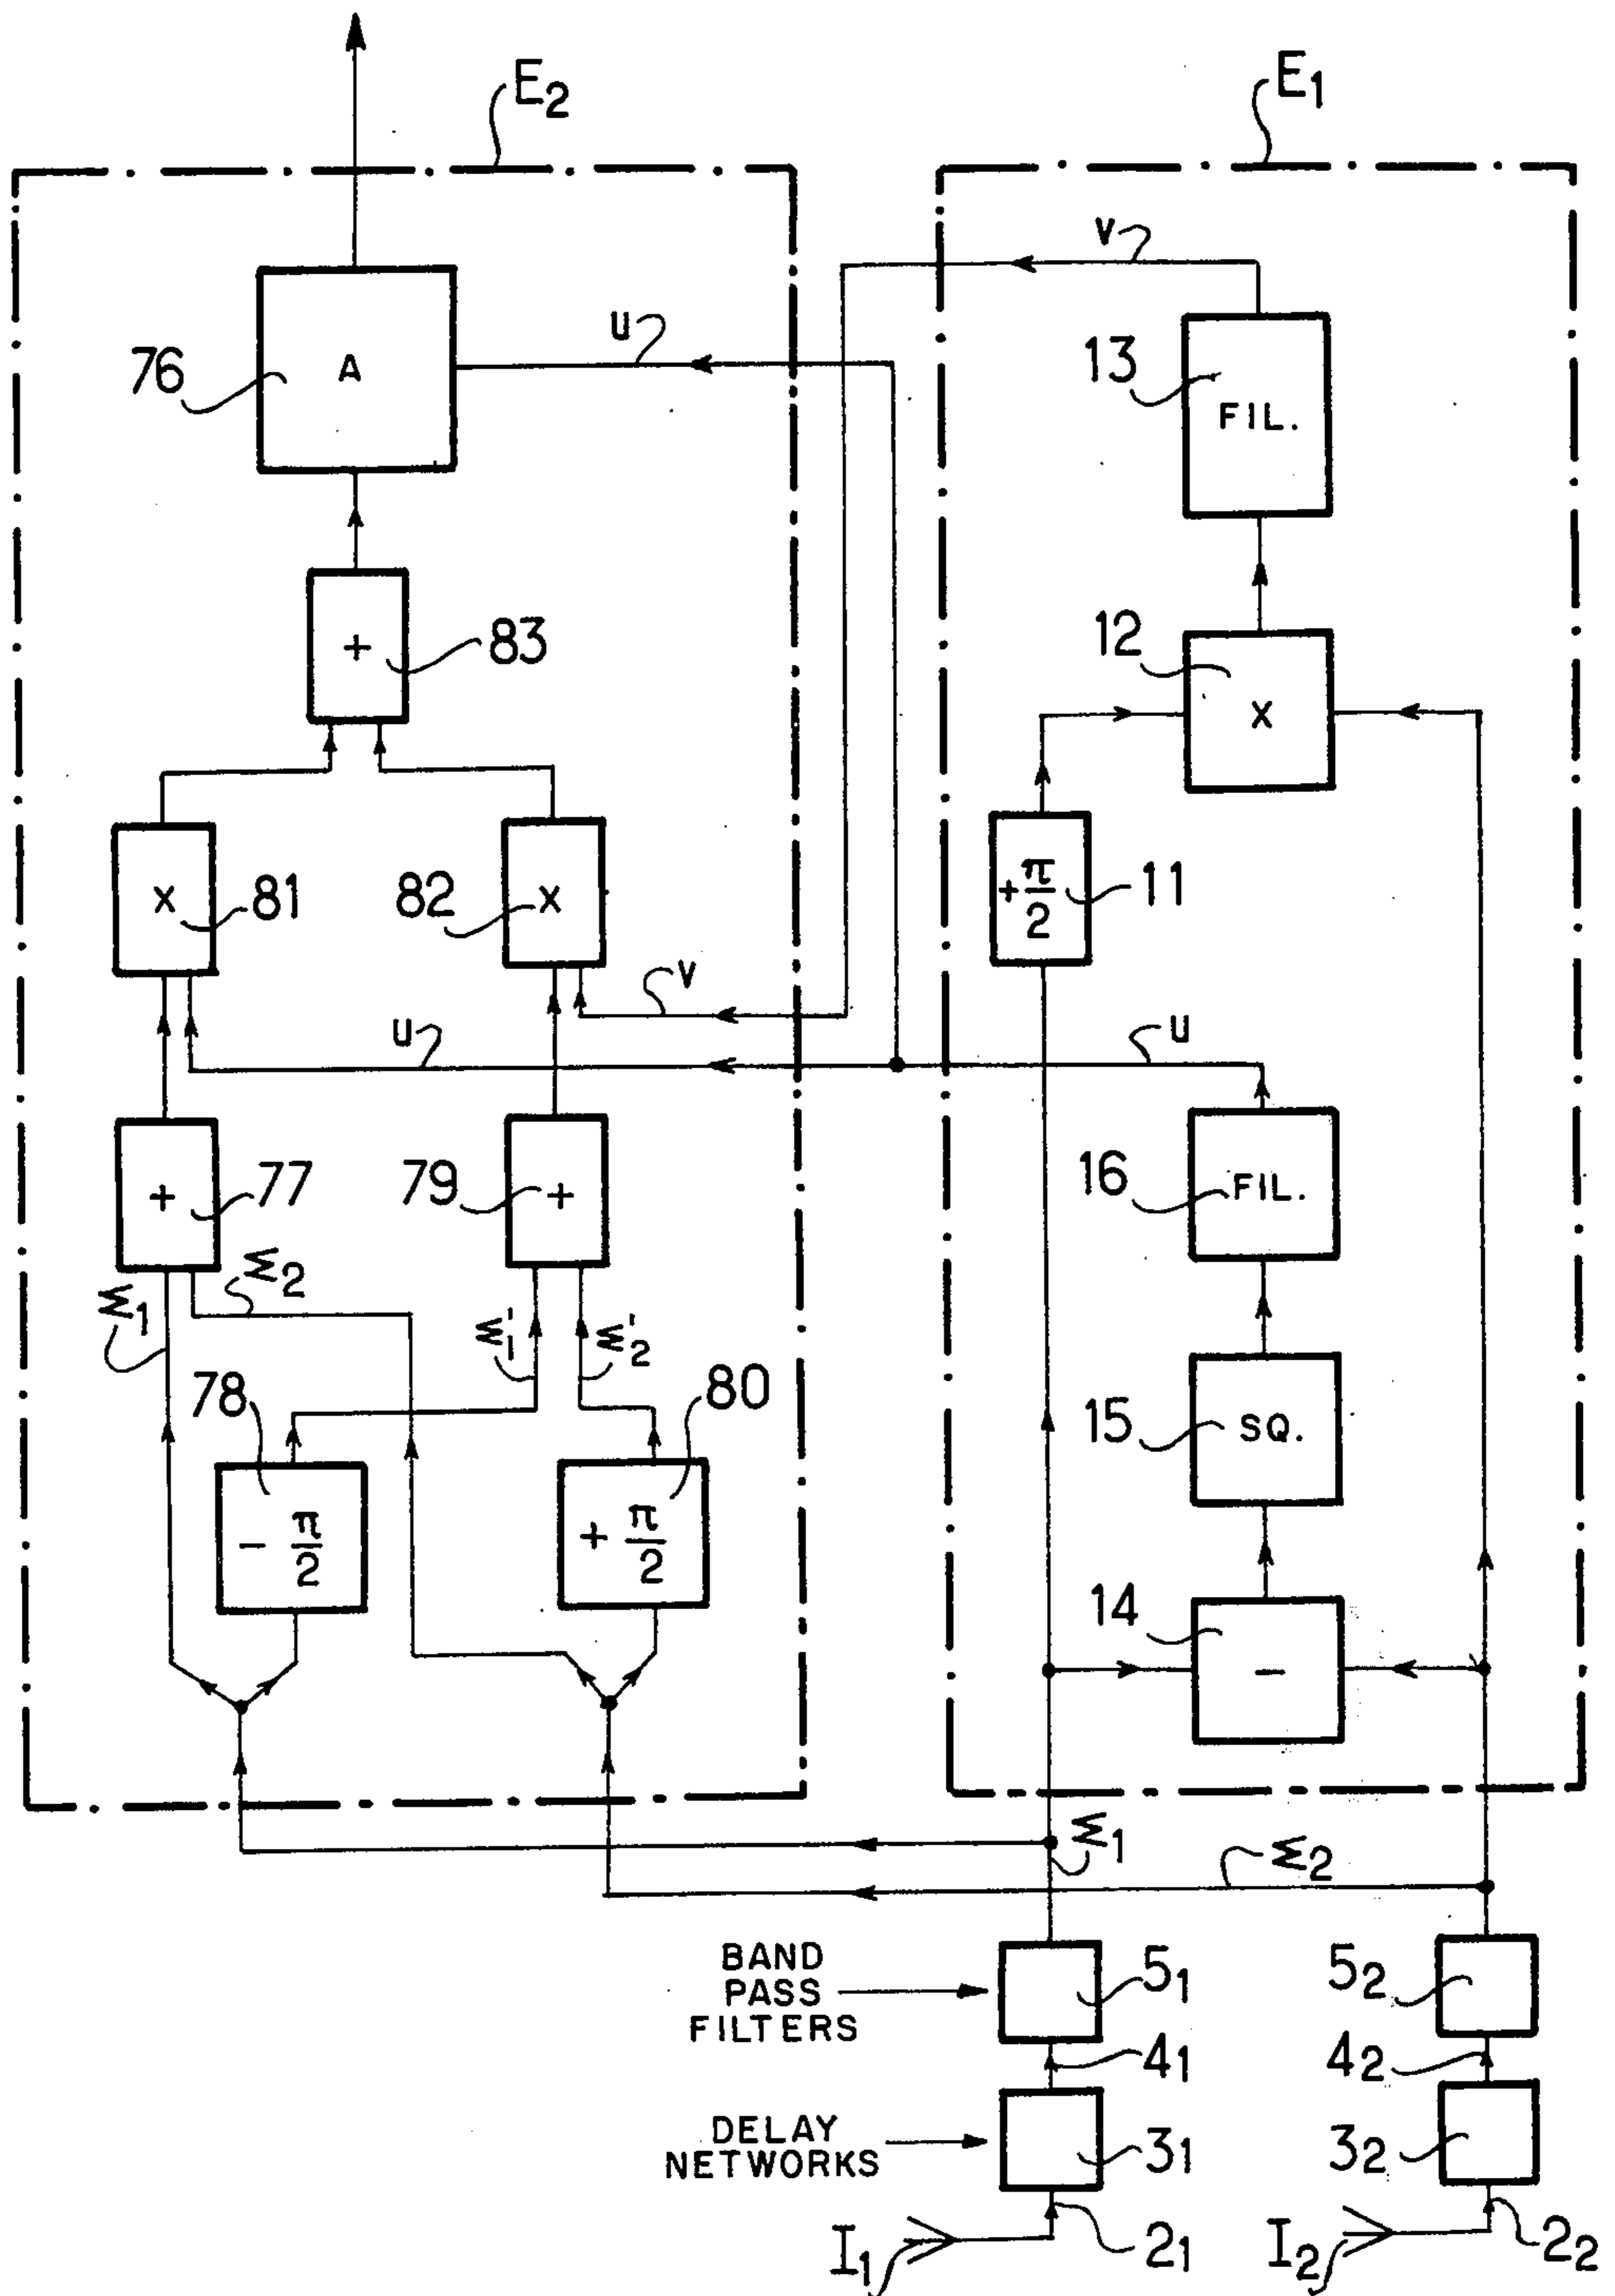 E2
E1
V
U
76
A
13
FIL.
+
83
12
X
X
81
82
X
+π/2
11
V
U
U
+
77
79
+
16
FIL.
Σ1
Σ2
Σ'1
Σ'2
78
80
15
SQ.
- π/2
+ π/2
14
-
Σ1
Σ2
BAND
PASS
FILTERS
51
52
41
42
DELAY
NETWORKS
31
32
I1
21
I2
22